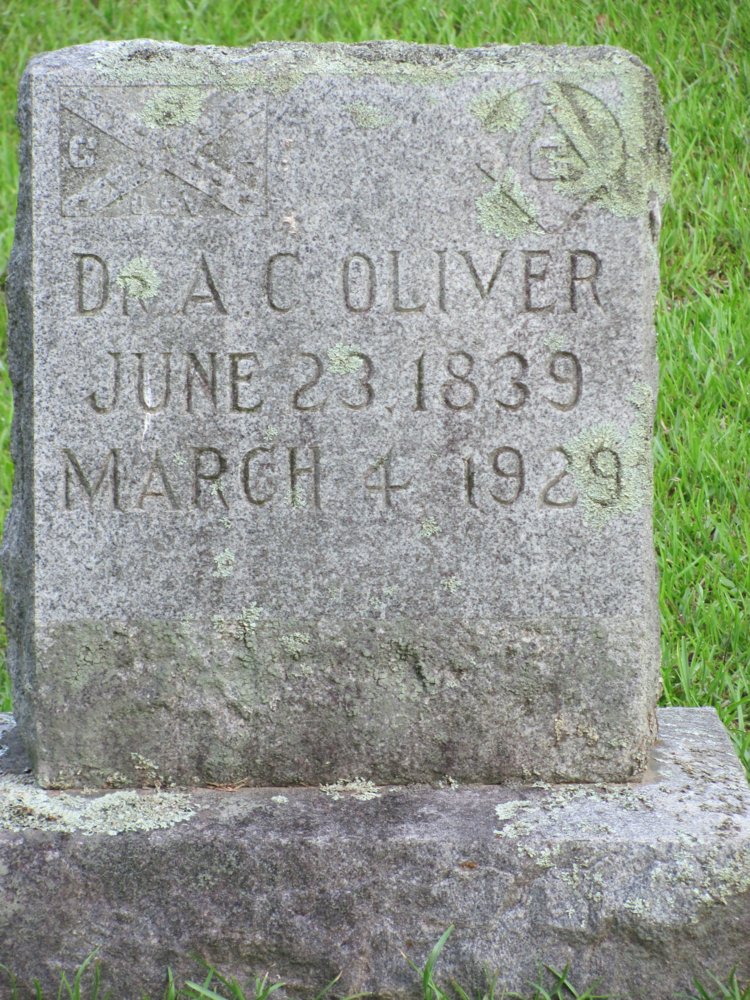 C A
C S A
G
DR. A C OLIVER
JUNE 23, 1839
MARCH 4 1929